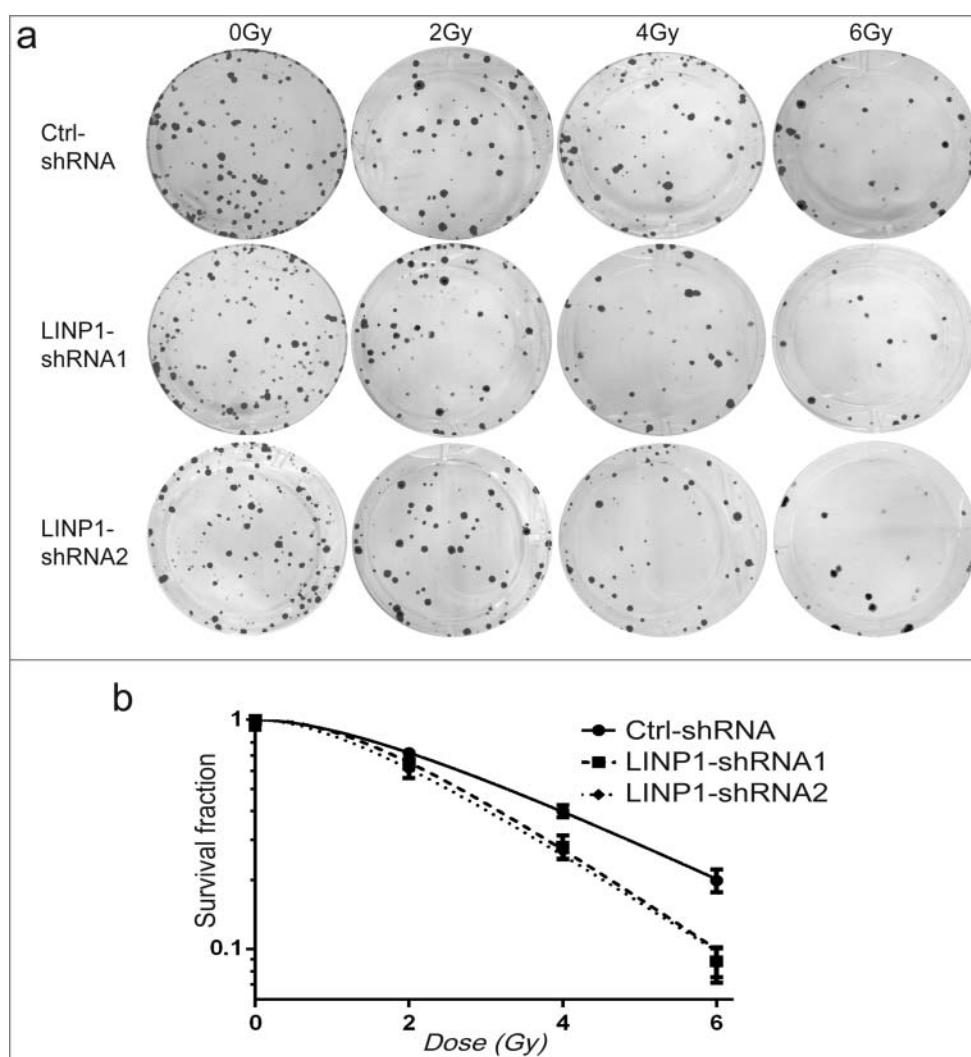 a
0Gy 2Gy 4Gy 6Gy
Ctrl-
shRNA
LINP1-
shRNA1
LINP1-
shRNA2
b
Survival fraction
1
0.1
0 2 4 6
Dose (Gy)
Ctrl-shRNA
LINP1-shRNA1
LINP1-shRNA2